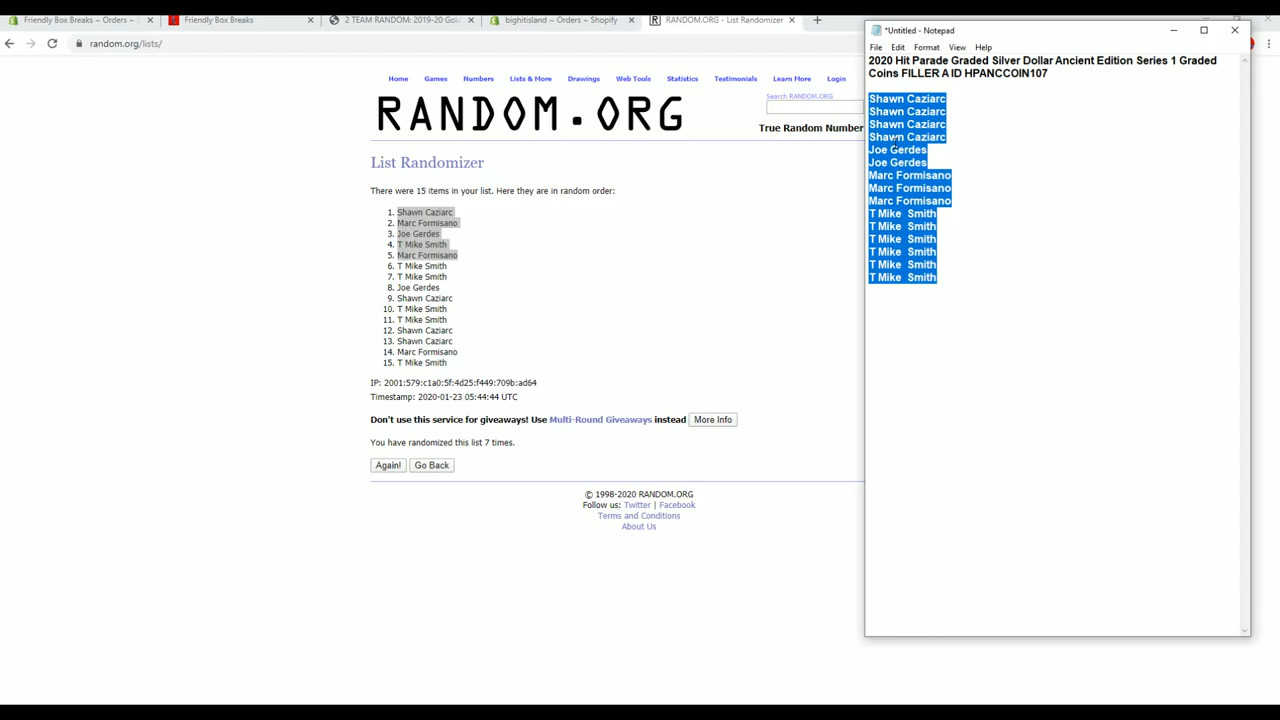 Friendly Box Breaks ~ Orders ~ S
Friendly Box Breaks
2 TEAM RANDOM: 2019-20 Gol
bighitisland ~ Orders ~ Shopify
RANDOM.ORG - List Randomizer
random.org/lists/
Home Games Numbers Lists & More Drawings Web Tools Statistics Testimonials Learn More Login
Search RANDOM.ORG
RANDOM.ORG
True Random Number
List Randomizer
There were 15 items in your list. Here they are in random order:
1. Shawn Caziarc
2. Marc Formisano
3. Joe Gerdes
4. T Mike Smith
5. Marc Formisano
6. T Mike Smith
7. T Mike Smith
8. Joe Gerdes
9. Shawn Caziarc
10. T Mike Smith
11. T Mike Smith
12. Shawn Caziarc
13. Shawn Caziarc
14. Marc Formisano
15. T Mike Smith
IP: 2001:579:c1a0:5f:4d25:f449:709b:ad64
Timestamp: 2020-01-23 05:44:44 UTC
Don't use this service for giveaways! Use Multi-Round Giveaways instead More Info
You have randomized this list 7 times.
Again! Go Back
© 1998-2020 RANDOM.ORG
Follow us: Twitter | Facebook
Terms and Conditions
About Us
*Untitled - Notepad
File Edit Format View Help
2020 Hit Parade Graded Silver Dollar Ancient Edition Series 1 Graded
Coins FILLER A ID HPANCCOIN107
Shawn Caziarc
Shawn Caziarc
Shawn Caziarc
Shawn Caziarc
Joe Gerdes
Joe Gerdes
Marc Formisano
Marc Formisano
Marc Formisano
T Mike  Smith
T Mike  Smith
T Mike  Smith
T Mike  Smith
T Mike  Smith
T Mike  Smith